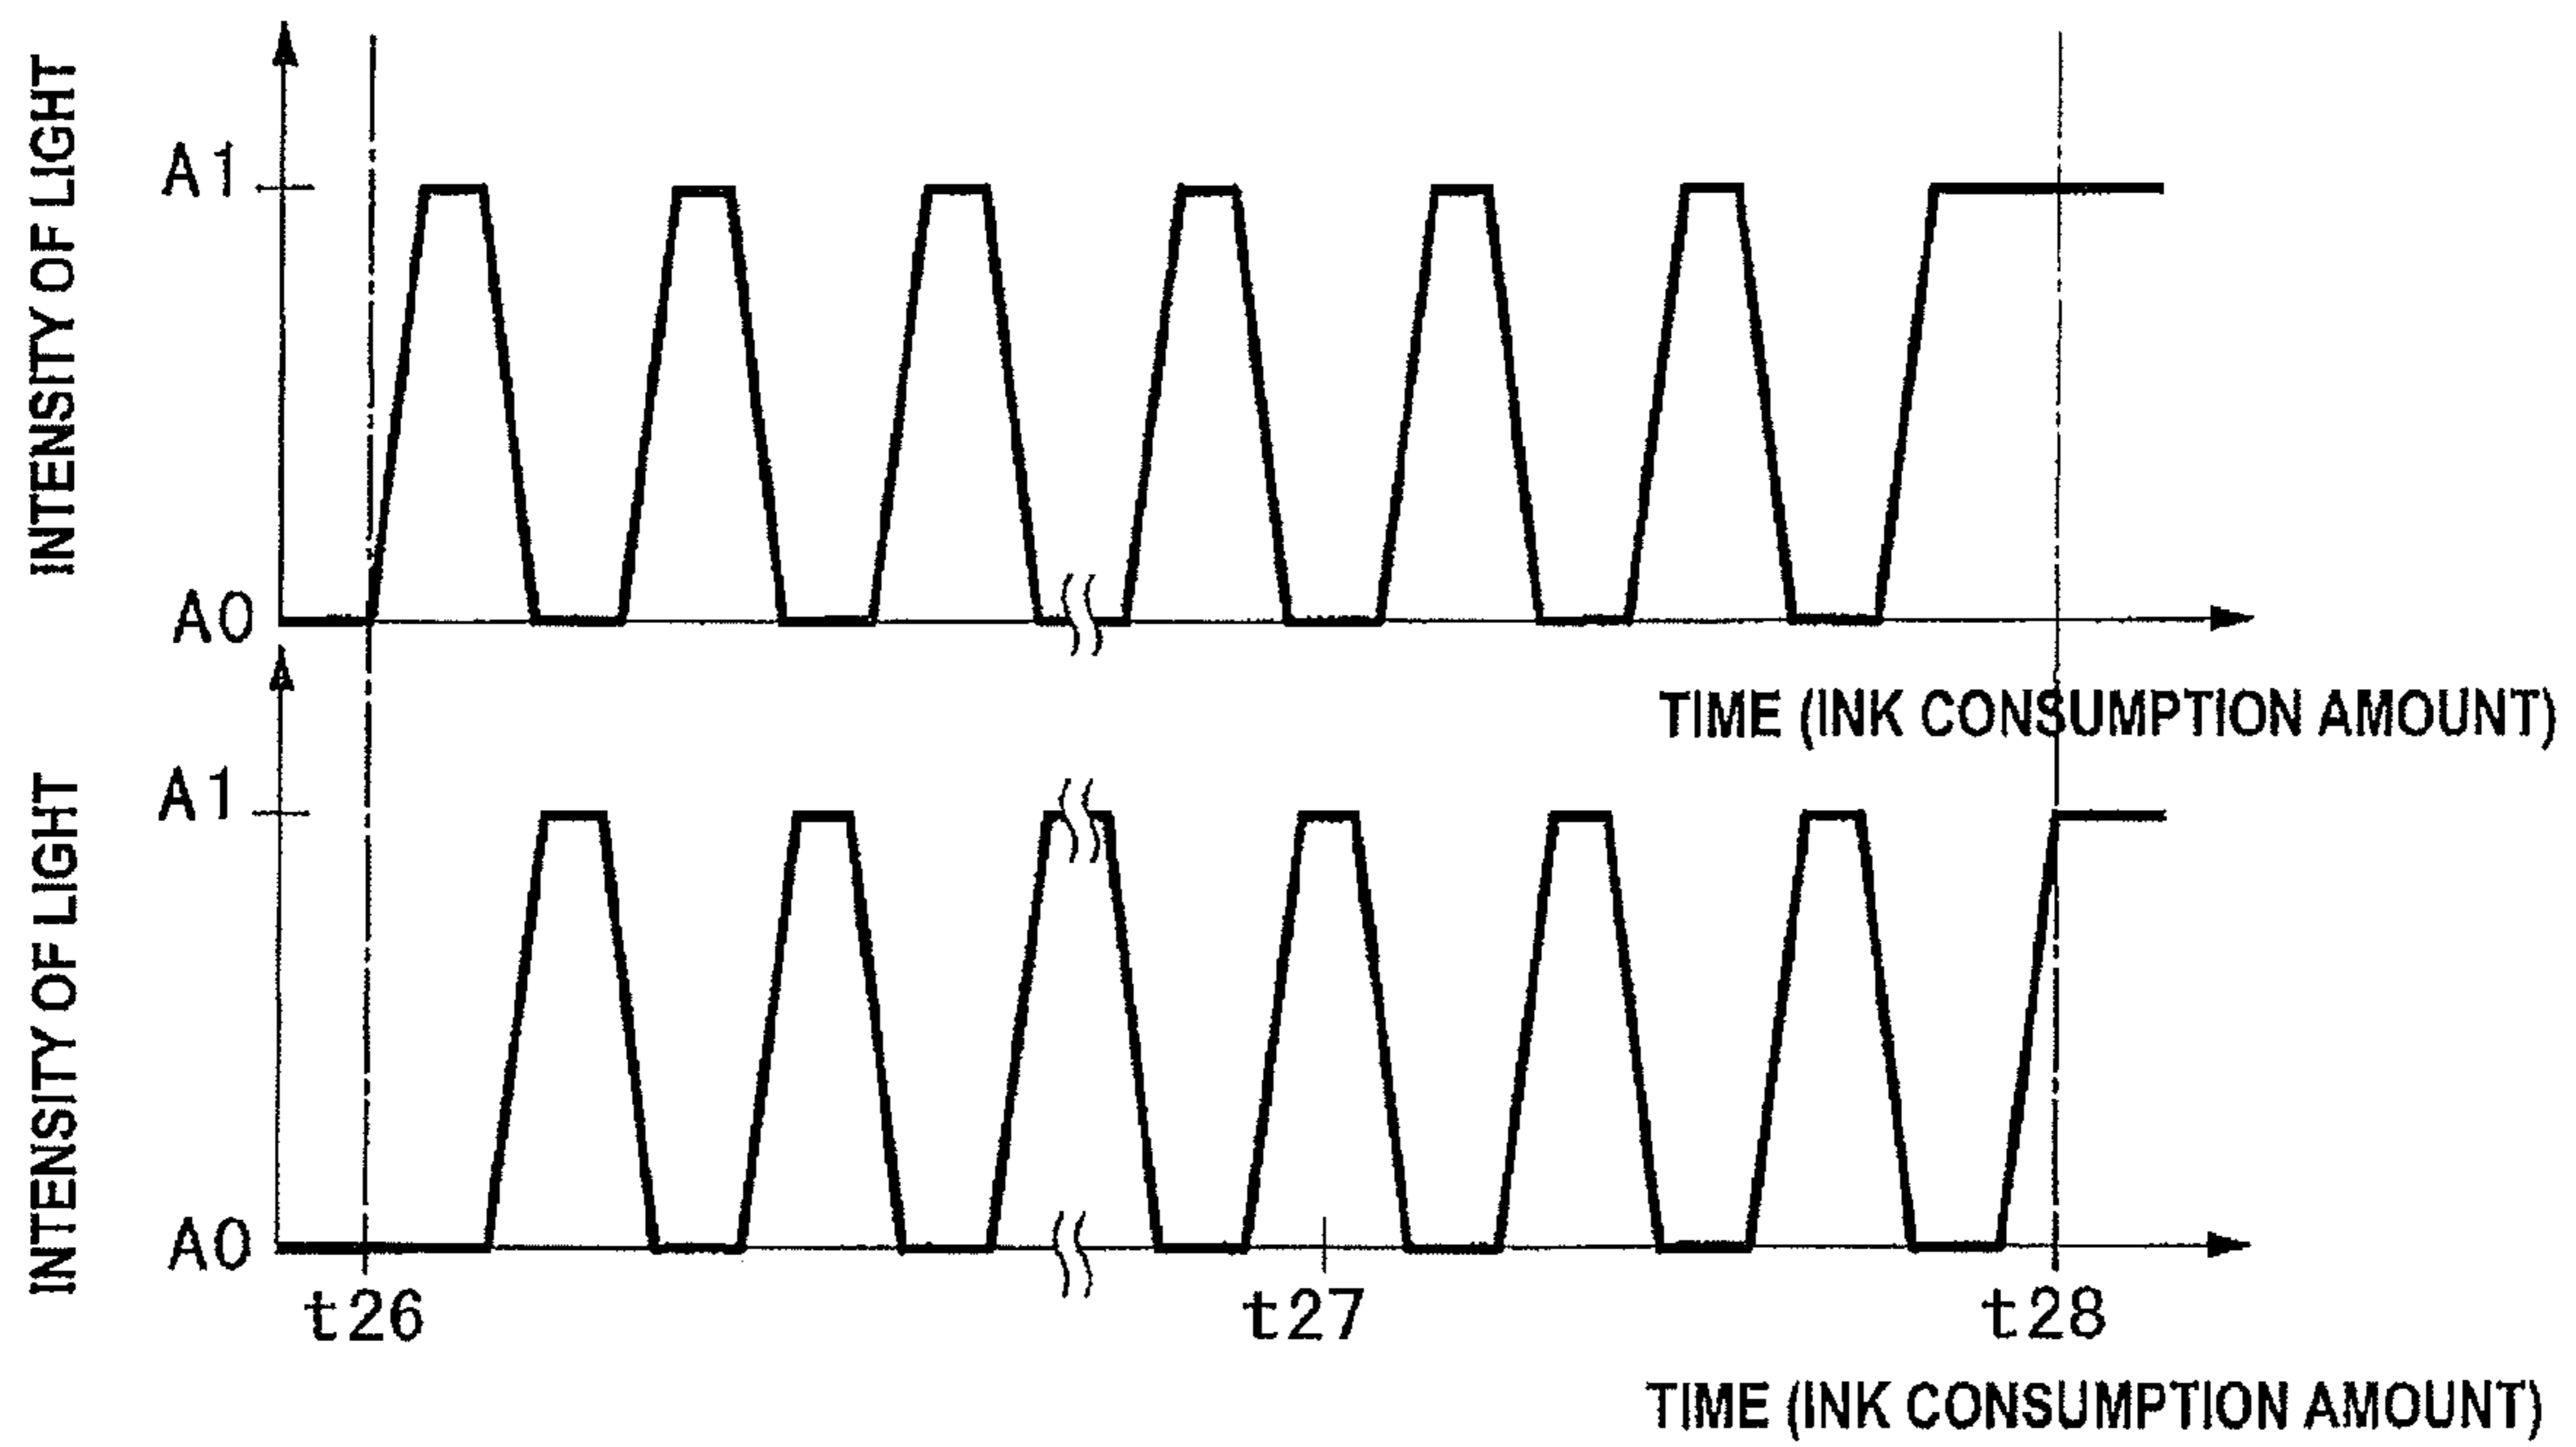 INTENSITY OF LIGHT
A1
A0
TIME (INK CONSUMPTION AMOUNT)
INTENSITY OF LIGHT
A1
A0
t26
t27
t28
TIME (INK CONSUMPTION AMOUNT)